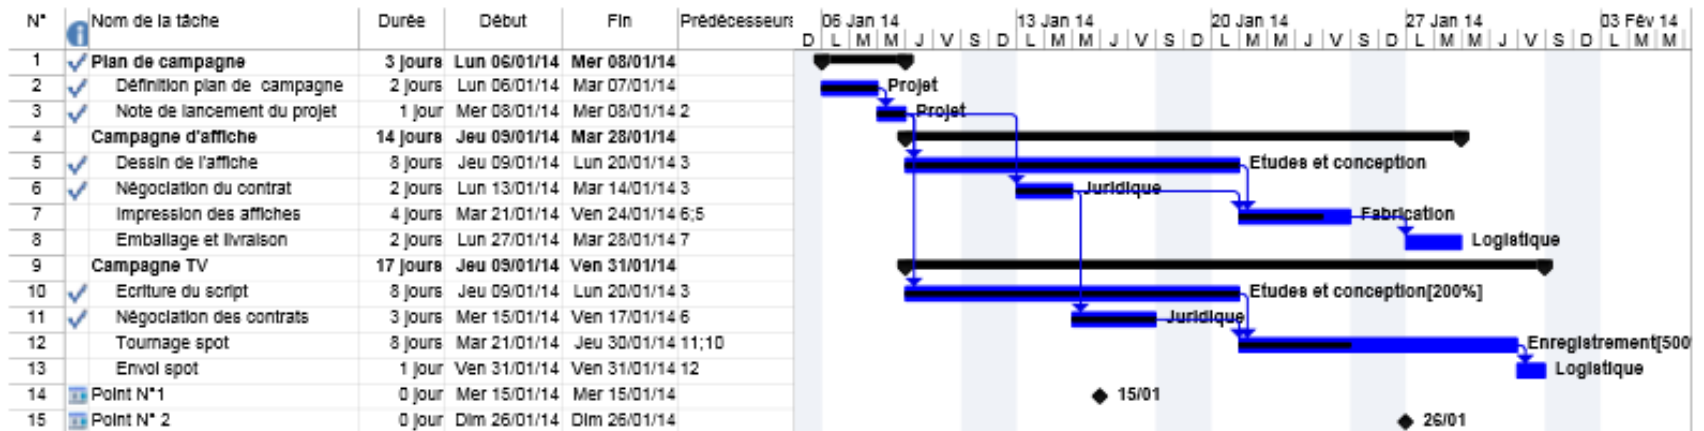 N° Nom de la tâche Durée Début Fin Prédécesseurs 06 Jan 14 13 Jan 14 20 Jan 14 27 Jan 14 03 Fév 14
D L M M J V S D L M M J V S D L M M J V S D L M M J V S D L M M
1 Plan de campagne 3 jours Lun 06/01/14 Mer 08/01/14
2 Définition plan de campagne 2 jours Lun 06/01/14 Mar 07/01/14 Projet
3 Note de lancement du projet 1 jour Mer 08/01/14 Mer 08/01/14 2 Projet
4 Campagne d'affiche 14 jours Jeu 09/01/14 Mar 28/01/14
5 Dessin de l'affiche 8 jours Jeu 09/01/14 Lun 20/01/14 3 Etudes et conception
6 Négociation du contrat 2 jours Lun 13/01/14 Mar 14/01/14 3 Juridique
7 Impression des affiches 4 jours Mar 21/01/14 Ven 24/01/14 6;5 Fabrication
8 Emballage et livraison 2 jours Lun 27/01/14 Mar 28/01/14 7 Logistique
9 Campagne TV 17 jours Jeu 09/01/14 Ven 31/01/14
10 Ecriture du script 8 jours Jeu 09/01/14 Lun 20/01/14 3 Etudes et conception[200%]
11 Négociation des contrats 3 jours Mer 15/01/14 Ven 17/01/14 6 Juridique
12 Tournage spot 8 jours Mar 21/01/14 Jeu 30/01/14 11;10 Enregistrement[500
13 Envoi spot 1 jour Ven 31/01/14 Ven 31/01/14 12 Logistique
14 Point N°1 0 jour Mer 15/01/14 Mer 15/01/14 15/01
15 Point N° 2 0 jour Dim 26/01/14 Dim 26/01/14 26/01